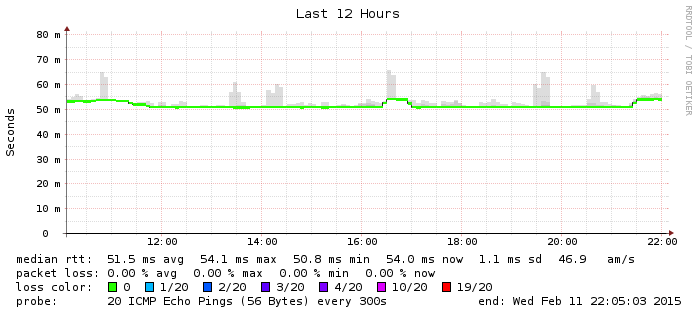 Last 12 Hours
RRDTOOL / TOBI OETIKER
Seconds
80 m
70 m
60 m
50 m
40 m
30 m
20 m
10 m
0
12:00 14:00 16:00 18:00 20:00 22:00
median rtt: 51.5 ms avg 54.1 ms max 50.8 ms min 54.0 ms now 1.1 ms sd 46.9 am/s
packet loss: 0.00 % avg 0.00 % max 0.00 % min 0.00 % now
loss color: 0 1/20 2/20 3/20 4/20 10/20 19/20
probe: 20 ICMP Echo Pings (56 Bytes) every 300s end: Wed Feb 11 22:05:03 2015